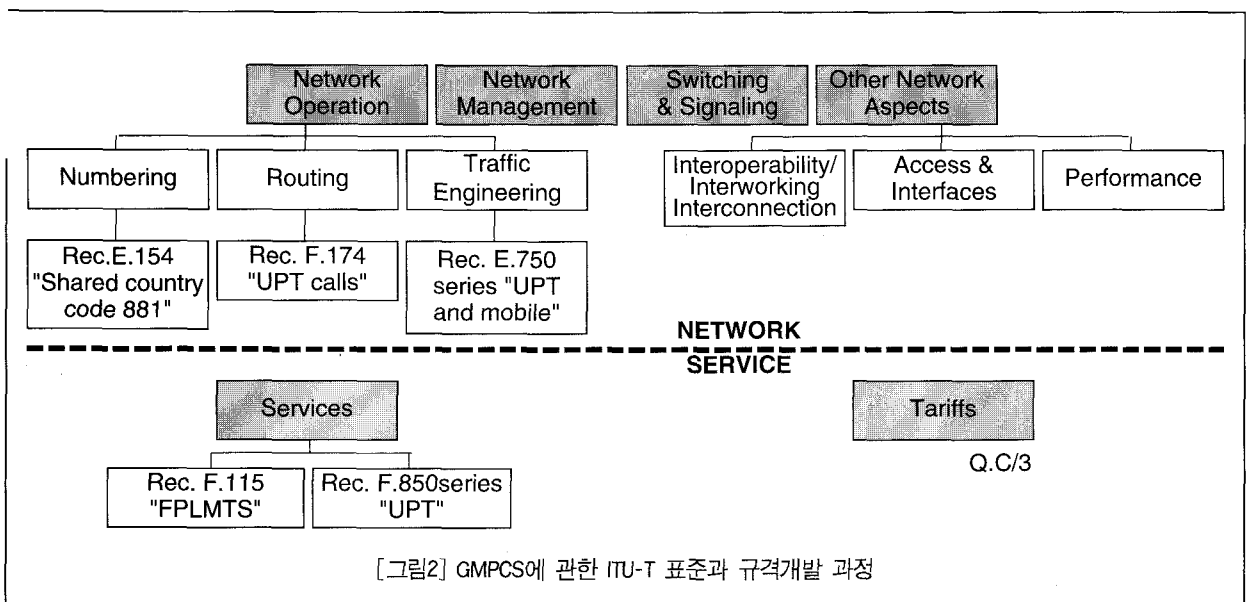 Network
Operation
Network
Management
Switching
& Signaling
Other Network
Aspects
Numbering
Routing
Traffic
Engineering
Interoperability/
Interworking
Interconnection
Access &
Interfaces
Performance
Rec.E.154
"Shared country
code 881"
Rec. F.174
"UPT calls"
Rec. E.750
series "UPT
and mobile"
NETWORK
SERVICE
Services
Tariffs
Q.C/3
Rec. F.115
"FPLMTS"
Rec. F.850series
"UPT"
[그림2] GMPCS에 관한 ITU-T 표준과 규격개발 과정